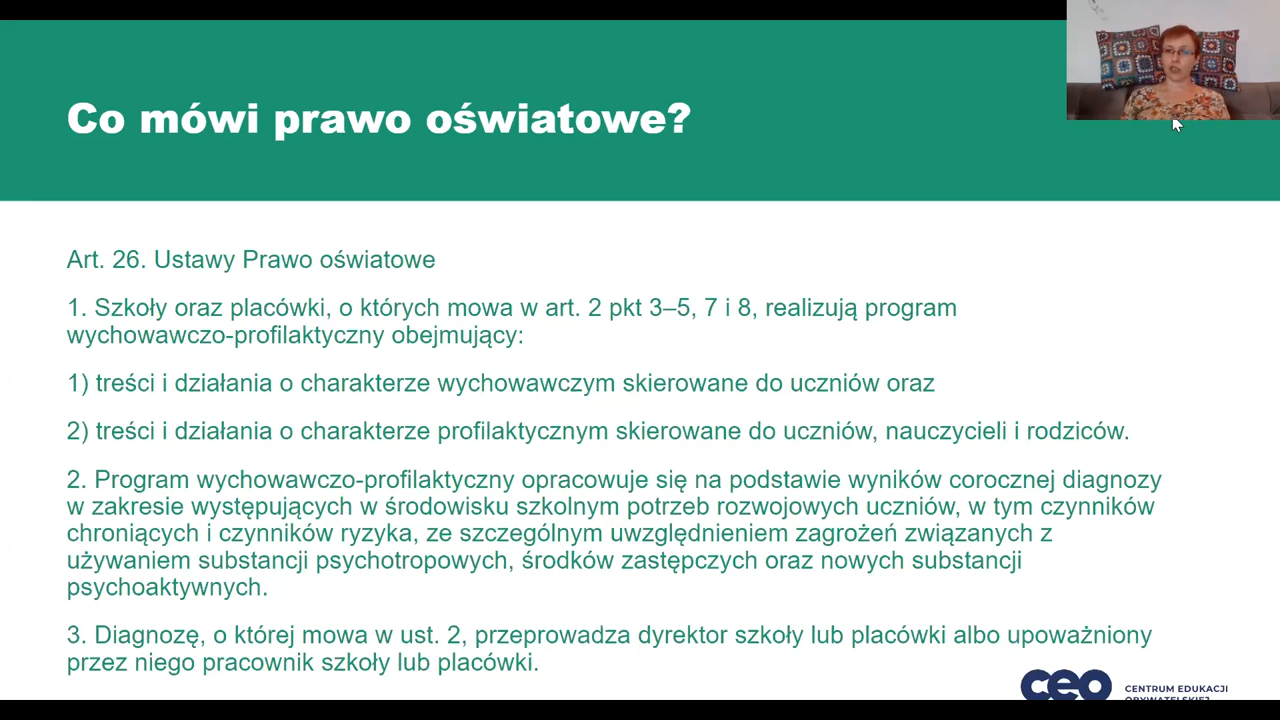 Co mówi prawo oświatowe?
Art. 26. Ustawy Prawo oświatowe
1. Szkoły oraz placówki, o których mowa w art. 2 pkt 3–5, 7 i 8, realizują program
wychowawczo-profilaktyczny obejmujący:
1) treści i działania o charakterze wychowawczym skierowane do uczniów oraz
2) treści i działania o charakterze profilaktycznym skierowane do uczniów, nauczycieli i rodziców.
2. Program wychowawczo-profilaktyczny opracowuje się na podstawie wyników corocznej diagnozy
w zakresie występujących w środowisku szkolnym potrzeb rozwojowych uczniów, w tym czynników
chroniących i czynników ryzyka, ze szczególnym uwzględnieniem zagrożeń związanych z
używaniem substancji psychotropowych, środków zastępczych oraz nowych substancji
psychoaktywnych.
3. Diagnozę, o której mowa w ust. 2, przeprowadza dyrektor szkoły lub placówki albo upoważniony
przez niego pracownik szkoły lub placówki.
ceo
CENTRUM EDUKACJI
OBYWATELSKIEJ